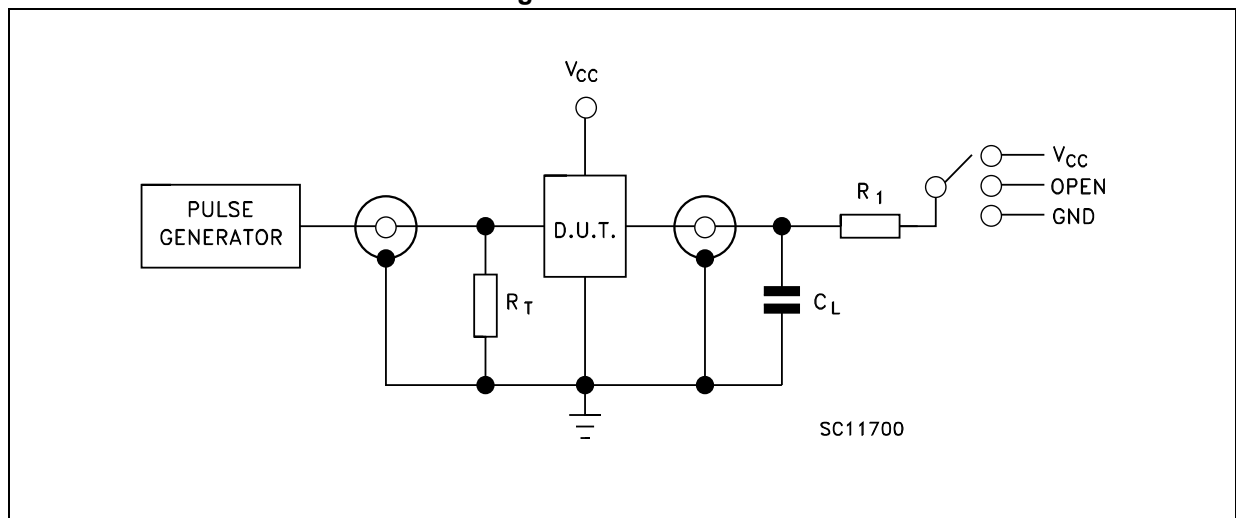 VCC
PULSE
GENERATOR
D.U.T.
RT
R1
CL
VCC
OPEN
GND
SC11700